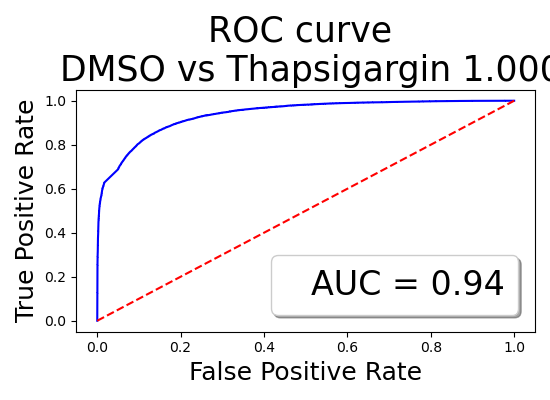 ROC curve
DMSO vs Thapsigargin 1.000
True Positive Rate
1.0
0.8
0.6
0.4
0.2
0.0
AUC = 0.94
0.0 0.2 0.4 0.6 0.8 1.0
False Positive Rate